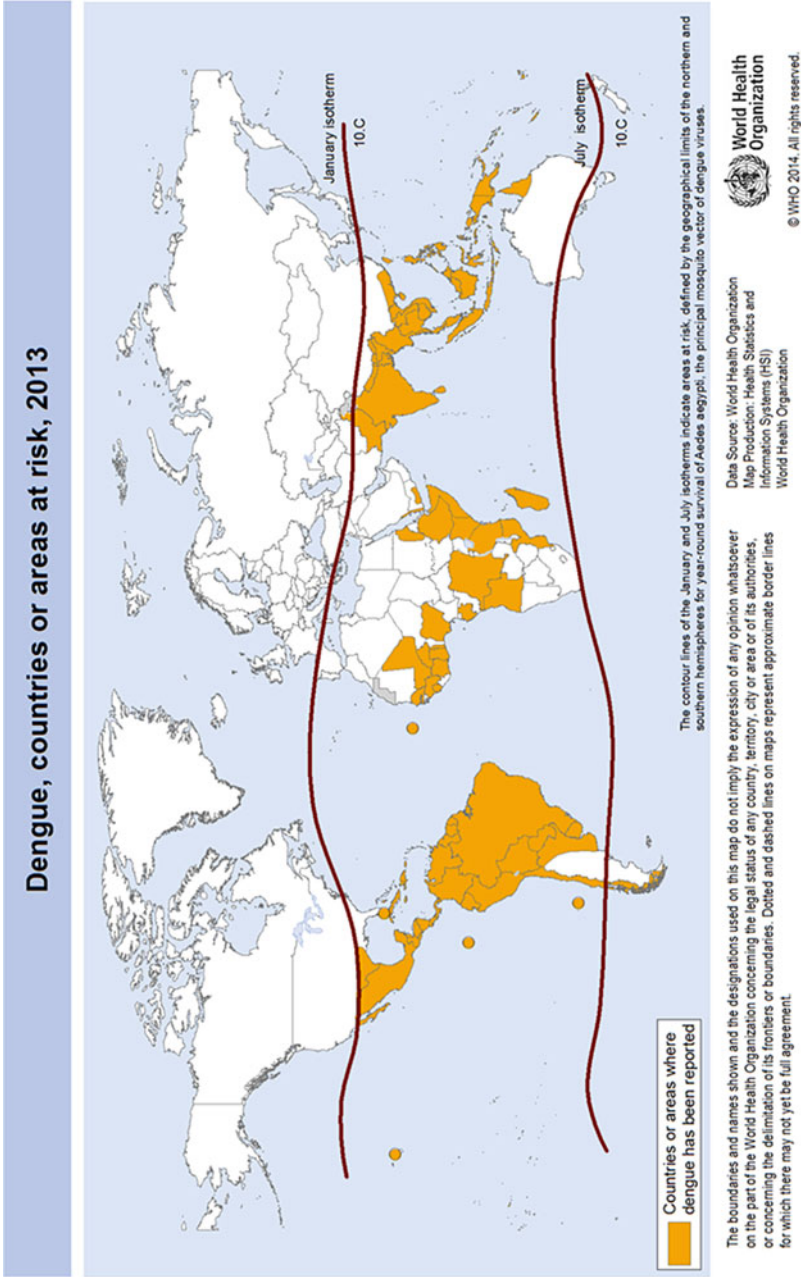 Dengue, countries or areas at risk, 2013
January isotherm
10.C
July isotherm
10.C
Countries or areas where
dengue has been reported
The contour lines of the January and July isotherms indicate areas at risk, defined by the geographical limits of the northern and
southern hemispheres for year-round survival of Aedes aegypti, the principal mosquito vector of dengue viruses.
The boundaries and names shown and the designations used on this map do not imply the expression of any opinion whatsoever
on the part of the World Health Organization concerning the legal status of any country, territory, city or area or of its authorities,
or concerning the delimitation of its frontiers or boundaries. Dotted and dashed lines on maps represent approximate border lines
for which there may not yet be full agreement.
Data Source: World Health Organization
Map Production: Health Statistics and
Information Systems (HSI)
World Health Organization
World Health
Organization
© WHO 2014. All rights reserved.